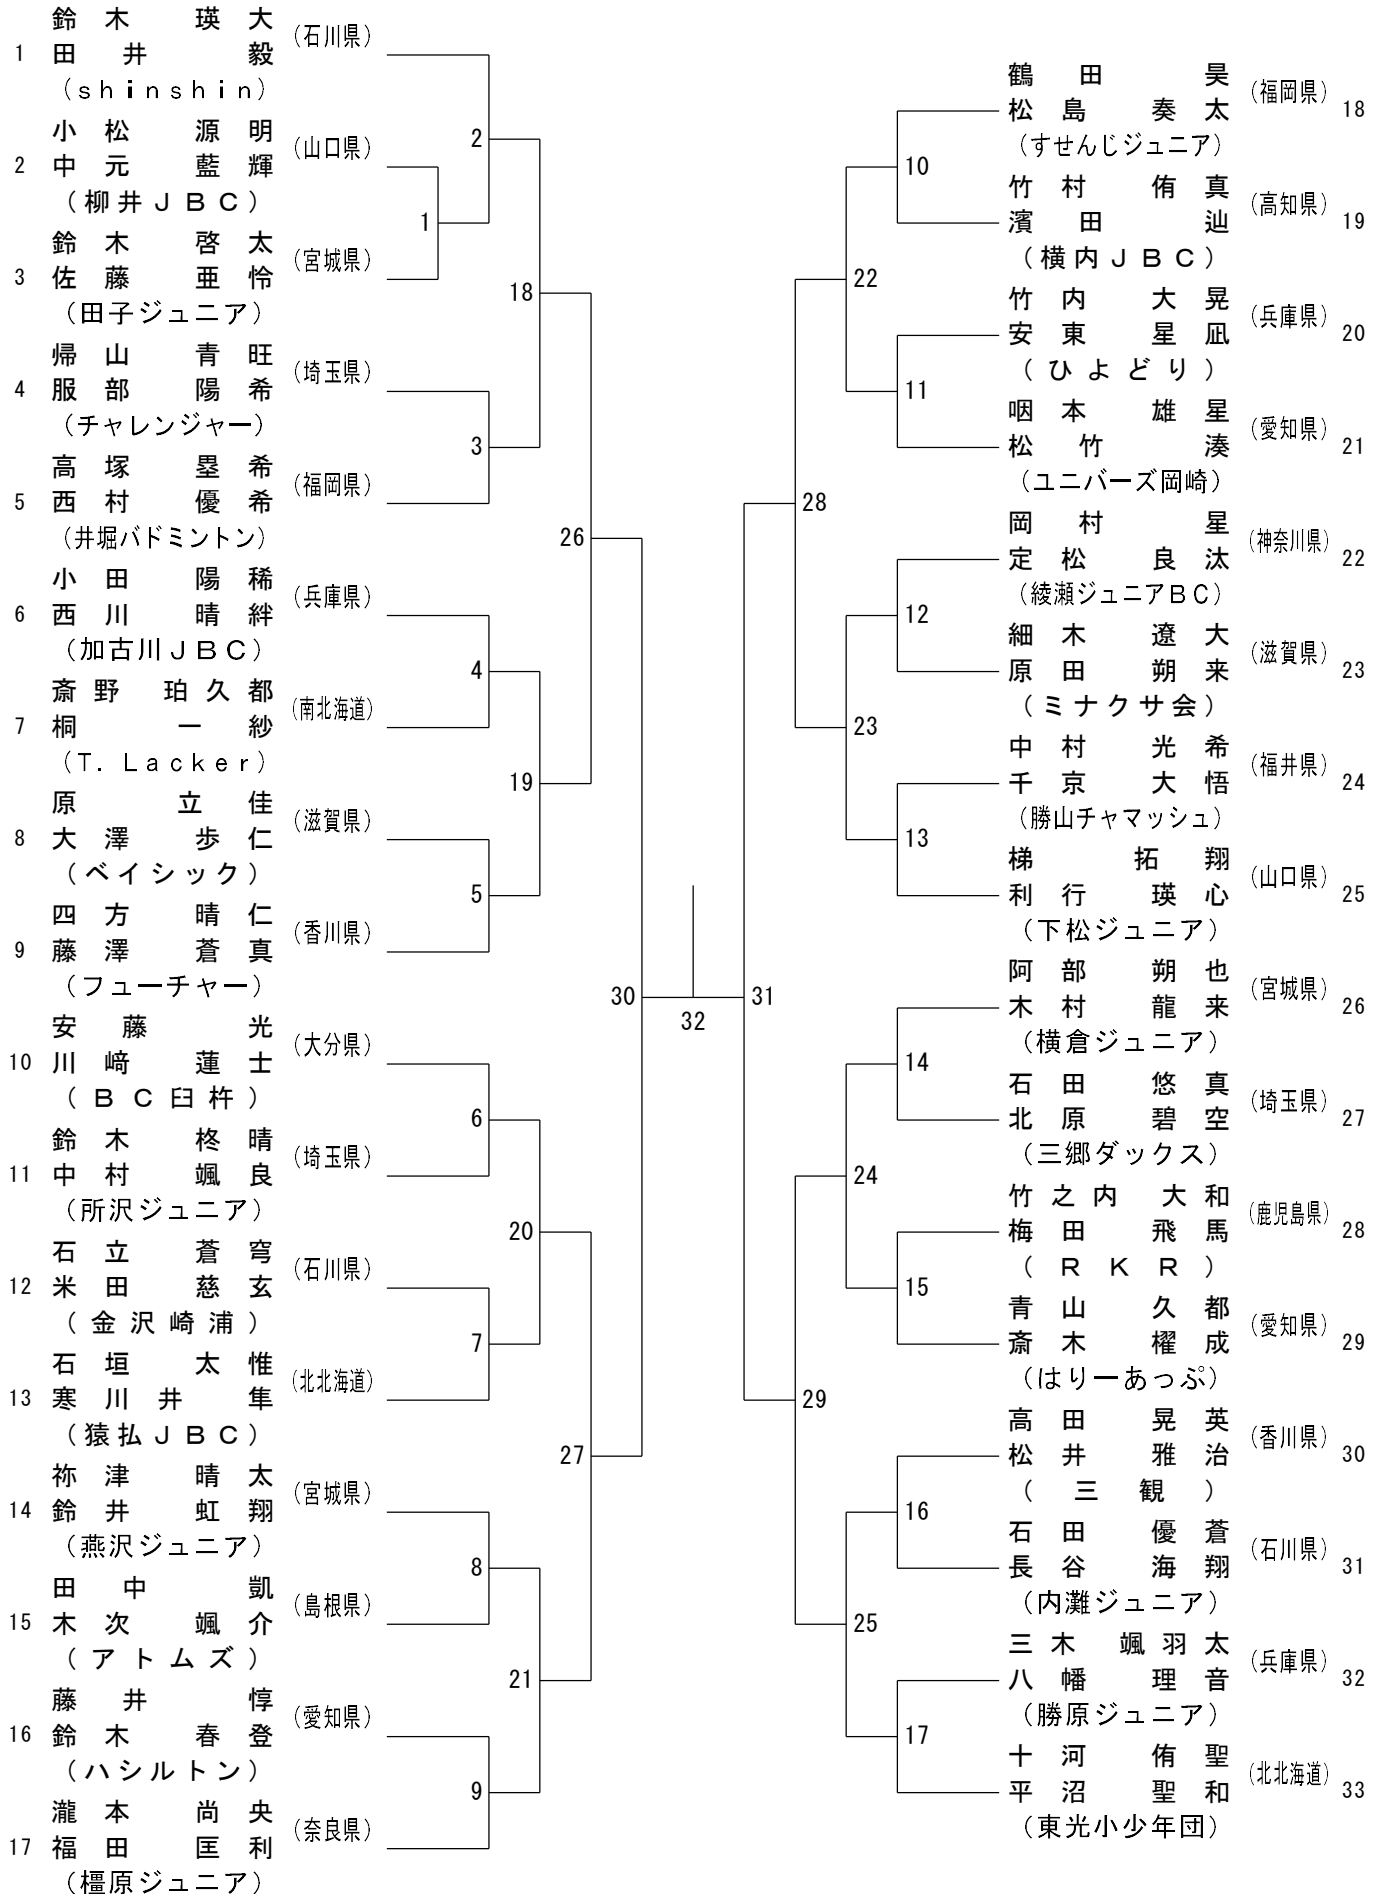 鈴木 瑛大
(石川県)
1 田井 毅
(shinshin)
小松 源明
(山口県)
2 中元 藍輝
(柳井JBC)
鈴木 啓太
(宮城県)
3 佐藤 亜怜
(田子ジュニア)
帰山 青旺
(埼玉県)
4 服部 陽希
(チャレンジャー)
高塚 塁希
(福岡県)
5 西村 優希
(井堀バドミントン)
小田 陽稀
(兵庫県)
6 西川 晴絆
(加古川JBC)
斎野 珀久都
(南北海道)
7 桐 一紗
(T. Lacker)
原 立佳
(滋賀県)
8 大澤 歩仁
(ベイシック)
四方 晴仁
(香川県)
9 藤澤 蒼真
(フューチャー)
安藤 光
(大分県)
10 川﨑 蓮士
(BC臼杵)
鈴木 柊晴
(埼玉県)
11 中村 颯良
(所沢ジュニア)
石立 蒼穹
(石川県)
12 米田 慈玄
(金沢崎浦)
石垣 太惟
(北北海道)
13 寒川井 隼
(猿払JBC)
祢津 晴太
(宮城県)
14 鈴井 虹翔
(燕沢ジュニア)
田中 凱
(島根県)
15 木次 颯介
(アトムズ)
藤井 惇
(愛知県)
16 鈴木 春登
(ハシルトン)
瀧本 尚央
(奈良県)
17 福田 匡利
(橿原ジュニア)
2
1
18
3
26
4
19
5
30
6
20
7
27
8
21
9
32
31
10
22
11
28
12
23
13
14
24
15
29
16
25
17
鶴田 昊
(福岡県)
松島 奏太 18
(すせんじジュニア)
竹村 侑真
(高知県)
濱田 辿 19
(横内JBC)
竹内 大晃
(兵庫県)
安東 星凪 20
(ひよどり)
咽本 雄星
(愛知県)
松竹 湊 21
(ユニバーズ岡崎)
岡村 星
(神奈川県)
定松 良汰 22
(綾瀬ジュニアBC)
細木 遼大
(滋賀県)
原田 朔来 23
(ミナクサ会)
中村 光希
(福井県)
千京 大悟 24
(勝山チャマッシュ)
梯 拓翔
(山口県)
利行 瑛心 25
(下松ジュニア)
阿部 朔也
(宮城県)
木村 龍来 26
(横倉ジュニア)
石田 悠真
(埼玉県)
北原 碧空 27
(三郷ダックス)
竹之内 大和
(鹿児島県)
梅田 飛馬 28
(RKR)
青山 久都
(愛知県)
斎木 櫂成 29
(はりーあっぷ)
高田 晃英
(香川県)
松井 雅治 30
(三観)
石田 優蒼
(石川県)
長谷 海翔 31
(内灘ジュニア)
三木 颯羽太
(兵庫県)
八幡 理音 32
(勝原ジュニア)
十河 侑聖
(北北海道)
平沼 聖和 33
(東光小少年団)